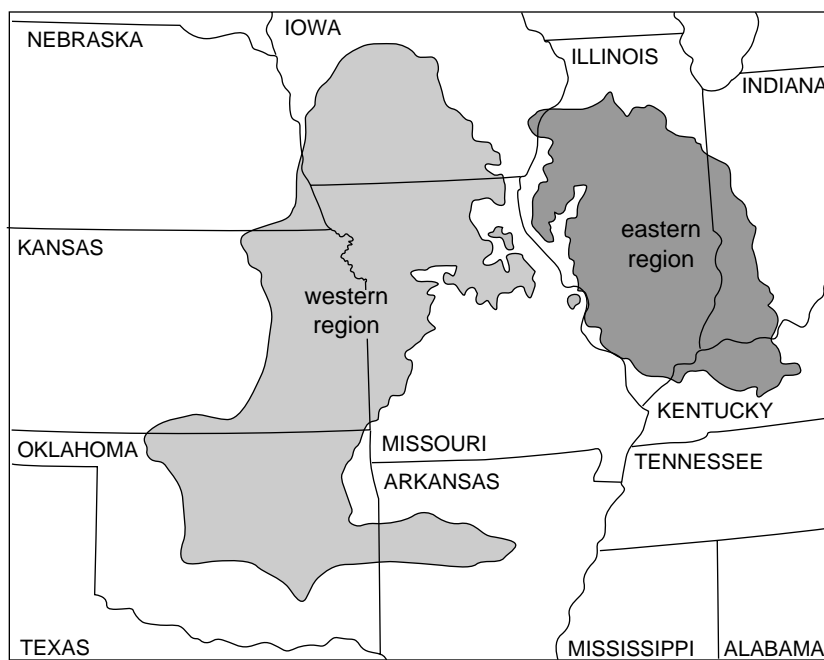 IOWA
NEBRASKA
ILLINOIS
INDIANA
eastern
region
KANSAS
western
region
KENTUCKY
OKLAHOMA
MISSOURI
TENNESSEE
ARKANSAS
TEXAS
MISSISSIPPI
ALABAMA